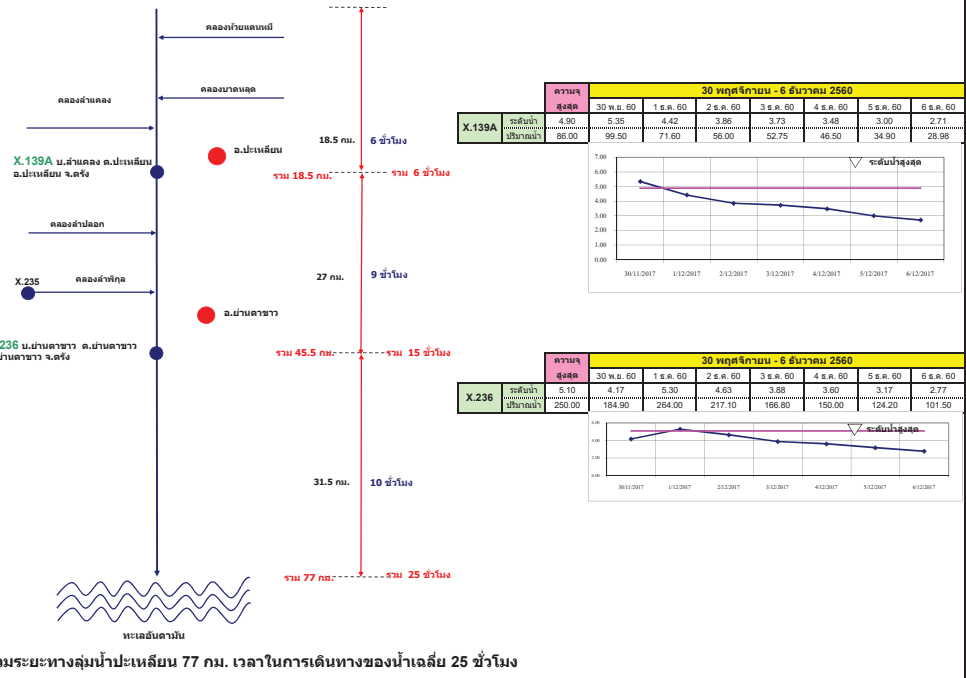 คลองห้วยแดนหมี
คลองบาดหลุด
คลองลำแคลง
18.5 กม. 6 ชั่วโมง
อ.ปะเหลียน
X.139A บ.ลำแคลง ต.ปะเหลียน
อ.ปะเหลียน จ.ตรัง
รวม 18.5 กม. รวม 6 ชั่วโมง
คลองลำปลอก
27 กม. 9 ชั่วโมง
X.235 คลองลำพิกุล
อ.ย่านตาขาว
236 บ.ย่านตาขาว ต.ย่านตาขาว
ย่านตาขาว จ.ตรัง
รวม 45.5 กม. รวม 15 ชั่วโมง
31.5 กม. 10 ชั่วโมง
รวม 77 กม. รวม 25 ชั่วโมง
ทะเลอันดามัน
วมระยะทางลุ่มน้ำปะเหลียน 77 กม. เวลาในการเดินทางของน้ำเฉลี่ย 25 ชั่วโมง
ความจุสูงสุด 30 พฤศจิกายน - 6 ธันวาคม 2560
30 พ.ย. 60 1 ธ.ค. 60 2 ธ.ค. 60 3 ธ.ค. 60 4 ธ.ค. 60 5 ธ.ค. 60 6 ธ.ค. 60
X.139A ระดับน้ำ 4.90 5.35 4.42 3.86 3.73 3.48 3.00 2.71
ปริมาณน้ำ 86.00 99.50 71.60 56.00 52.75 46.50 34.90 28.98
ระดับน้ำสูงสุด
7.00
6.00
5.00
4.00
3.00
2.00
1.00
0.00
30/11/2017 1/12/2017 2/12/2017 3/12/2017 4/12/2017 5/12/2017 6/12/2017
ความจุสูงสุด 30 พฤศจิกายน - 6 ธันวาคม 2560
30 พ.ย. 60 1 ธ.ค. 60 2 ธ.ค. 60 3 ธ.ค. 60 4 ธ.ค. 60 5 ธ.ค. 60 6 ธ.ค. 60
X.236 ระดับน้ำ 5.10 4.17 5.30 4.63 3.88 3.60 3.17 2.77
ปริมาณน้ำ 250.00 184.90 264.00 217.10 166.80 150.00 124.20 101.50
ระดับน้ำสูงสุด
6.00
4.00
2.00
0.00
30/11/2017 1/12/2017 2/12/2017 3/12/2017 4/12/2017 5/12/2017 6/12/2017